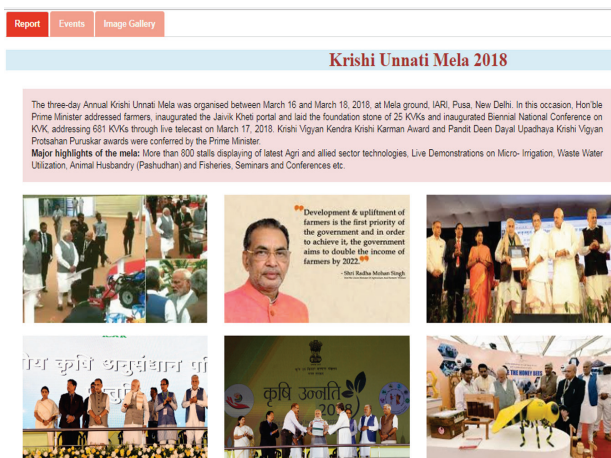 Report Events Image Gallery
Krishi Unnati Mela 2018
The three-day Annual Krishi Unnati Mela was organised between March 16 and March 18, 2018, at Mela ground, IARI, Pusa, New Delhi. In this occasion, Hon'ble
Prime Minister addressed farmers, inaugurated the Jaivik Kheti portal and laid the foundation stone of 25 KVKs and inaugurated Biennial National Conference on
KVK, addressing 681 KVKs through live telecast on March 17, 2018. Krishi Vigyan Kendra Krishi Karman Award and Pandit Deen Dayal Upadhaya Krishi Vigyan
Protsahan Puruskar awards were conferred by the Prime Minister.
Major highlights of the mela: More than 800 stalls displaying of latest Agri and allied sector technologies, Live Demonstrations on Micro- Irrigation, Waste Water
Utilization, Animal Husbandry (Pashudhan) and Fisheries, Seminars and Conferences etc.
"Development & upliftment of
farmers is the first priority of
the government and in order
to achieve it, the government
aims to double the income of
farmers by 2022."
- Shri Radha Mohan Singh
कृषि अनुसंधान
कृषि उन्नति
2018
THE HONEY BEES